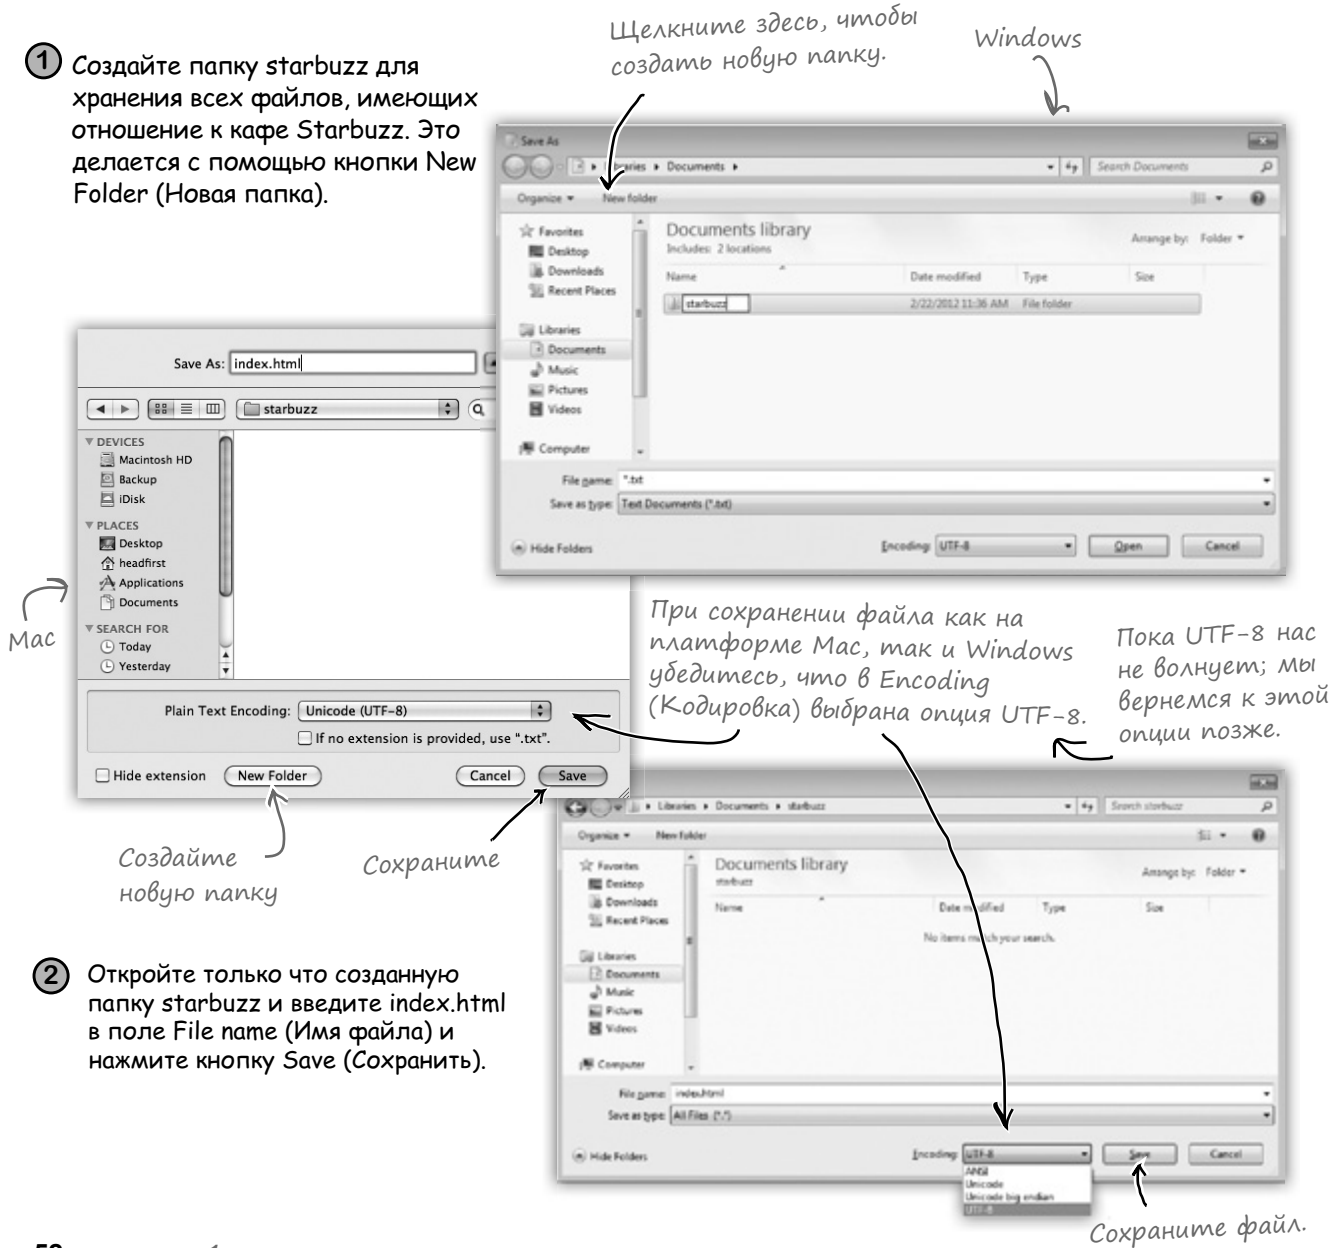 Щелкните здесь, чтобы
создать новую папку.
Windows
1 Создайте папку starbuzz для
хранения всех файлов, имеющих
отношение к кафе Starbuzz. Это
делается с помощью кнопки New
Folder (Новая папка).
Save As
Libraries Documents
Search Documents
Organize New folder
Favorites
Desktop
Downloads
Recent Places
Libraries
Documents
Music
Pictures
Videos
Computer
Documents library
Includes: 2 locations
Arrange by: Folder
Name Date modified Type Size
starbuzz 2/22/2012 11:36 AM File folder
File name: *.txt
Save as type: Text Documents (*.txt)
Hide Folders
Encoding: UTF-8 Open Cancel
Save As: index.html
starbuzz
DEVICES
Macintosh HD
Backup
iDisk
PLACES
Desktop
headfirst
Applications
Documents
SEARCH FOR
Today
Yesterday
Plain Text Encoding: Unicode (UTF-8)
If no extension is provided, use ".txt".
Hide extension New Folder Cancel Save
Mac
При сохранении файла как на
платформе Mac, так и Windows
убедитесь, что в Encoding
(Кодировка) выбрана опция UTF-8.
Пока UTF-8 нас
не волнует; мы
вернемся к этой
опции позже.
Создайте
новую папку
Сохраните
2 Откройте только что созданную
папку starbuzz и введите index.html
в поле File name (Имя файла) и
нажмите кнопку Save (Сохранить).
Libraries Documents starbuzz
Search starbuzz
Organize New folder
Favorites
Desktop
Downloads
Recent Places
Libraries
Documents
Music
Pictures
Videos
Computer
Documents library
starbuzz
Arrange by: Folder
Name Date modified Type Size
No items match your search.
File name: index.html
Save as type: All Files (*.*)
Hide Folders
Encoding: UTF-8 Save Cancel
ANSI
Unicode
Unicode big endian
UTF-8
Сохраните файл.